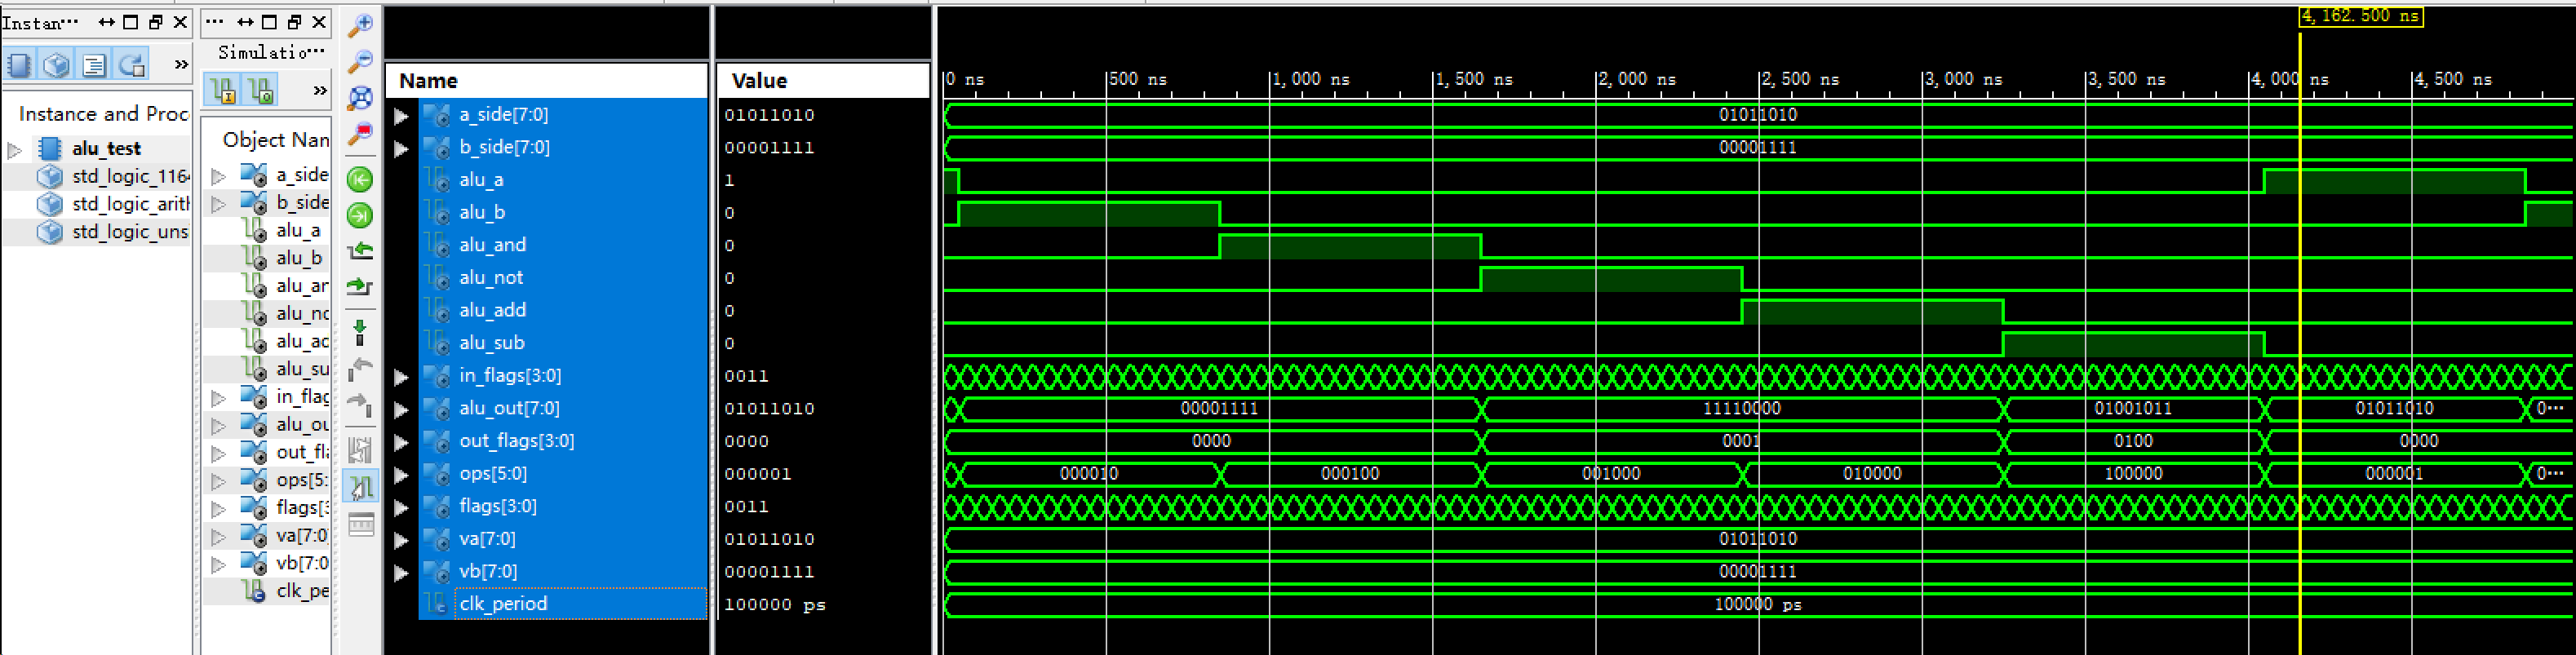 Instan···
···
Simulatio···
4,162.500 ns
Instance and Proc
alu_test
std_logic_1164
std_logic_arith
std_logic_uns
Object Nan
a_side
b_side
alu_a
alu_b
alu_ar
alu_nc
alu_ac
alu_su
in_flag
alu_ou
out_fla
ops[5:
flags[3
va[7:0
vb[7:0
clk_pe
Name Value
0 ns 500 ns 1,000 ns 1,500 ns 2,000 ns 2,500 ns 3,000 ns 3,500 ns 4,000 ns 4,500 ns
a_side[7:0] 01011010 01011010
b_side[7:0] 00001111 00001111
alu_a 1
alu_b 0
alu_and 0
alu_not 0
alu_add 0
alu_sub 0
in_flags[3:0] 0011
alu_out[7:0] 01011010 00001111 11110000 01001011 01011010 0···
out_flags[3:0] 0000 0000 0001 0100 0000
ops[5:0] 000001 000010 000100 001000 010000 100000 000001 0···
flags[3:0] 0011
va[7:0] 01011010 01011010
vb[7:0] 00001111 00001111
clk_period 100000 ps 100000 ps